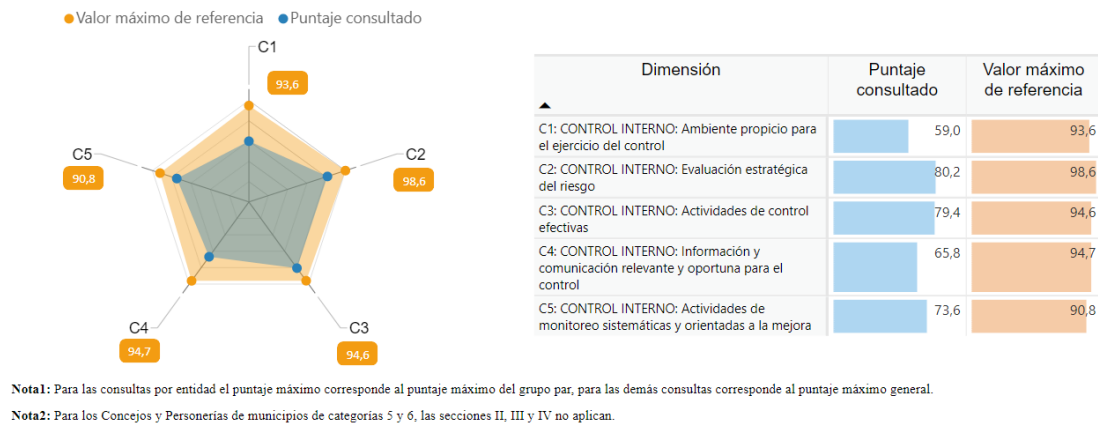 Valor máximo de referencia Puntaje consultado
C1
93,6
C2
98,6
C3
94,6
C4
94,7
C5
90,8
Dimensión Puntaje consultado Valor máximo de referencia
C1: CONTROL INTERNO: Ambiente propicio para
el ejercicio del control
59,0 93,6
C2: CONTROL INTERNO: Evaluación estratégica
del riesgo
80,2 98,6
C3: CONTROL INTERNO: Actividades de control
efectivas
79,4 94,6
C4: CONTROL INTERNO: Información y
comunicación relevante y oportuna para el
control
65,8 94,7
C5: CONTROL INTERNO: Actividades de
monitoreo sistemáticas y orientadas a la mejora
73,6 90,8
Nota1: Para las consultas por entidad el puntaje máximo corresponde al puntaje máximo del grupo par, para las demás consultas corresponde al puntaje máximo general.
Nota2: Para los Concejos y Personerías de municipios de categorías 5 y 6, las secciones II, III y IV no aplican.